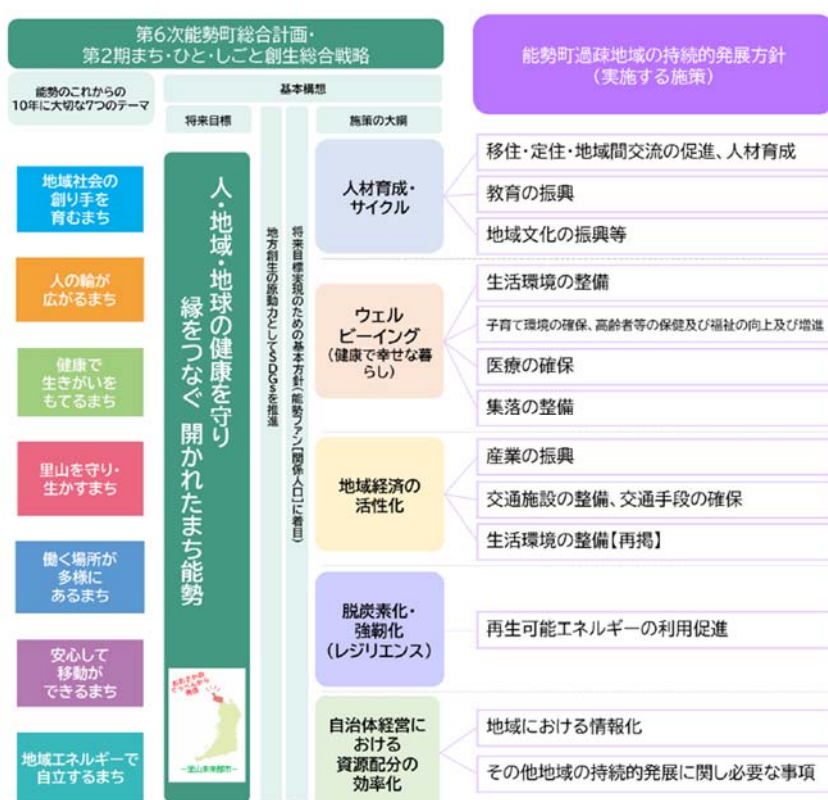 第6次能勢町総合計画・
第2期まち・ひと・しごと創生総合戦略
能勢町過疎地域の持続的発展方針
(実施する施策)
能勢のこれからの
10年に大切な7つのテーマ
基本構想
将来目標
施策の大綱
地域社会の
創り手を
育むまち
人の輪が
広がるまち
健康で
生きがいを
もてるまち
里山を守り・
生かすまち
働く場所が
多様に
あるまち
安心して
移動が
できるまち
地域エネルギーで
自立するまち
人・地域・地球の健康を守り
縁をつなぐ 開かれたまち能勢
おおさかの
てっぺんから
発信
ー里山未来都市ー
地方創生の原動力としてSDGsを推進
将来目標実現のための基本方針(能勢ファン[関係人口]に着目)
人材育成・
サイクル
移住・定住・地域間交流の促進、人材育成
教育の振興
地域文化の振興等
ウェル
ビーイング
(健康で幸せな暮
らし)
生活環境の整備
子育て環境の確保、高齢者等の保健及び福祉の向上及び増進
医療の確保
集落の整備
地域経済の
活性化
産業の振興
交通施設の整備、交通手段の確保
生活環境の整備【再掲】
脱炭素化・
強靭化
(レジリエンス)
再生可能エネルギーの利用促進
自治体経営に
おける
資源配分の
効率化
地域における情報化
その他地域の持続的発展に関し必要な事項